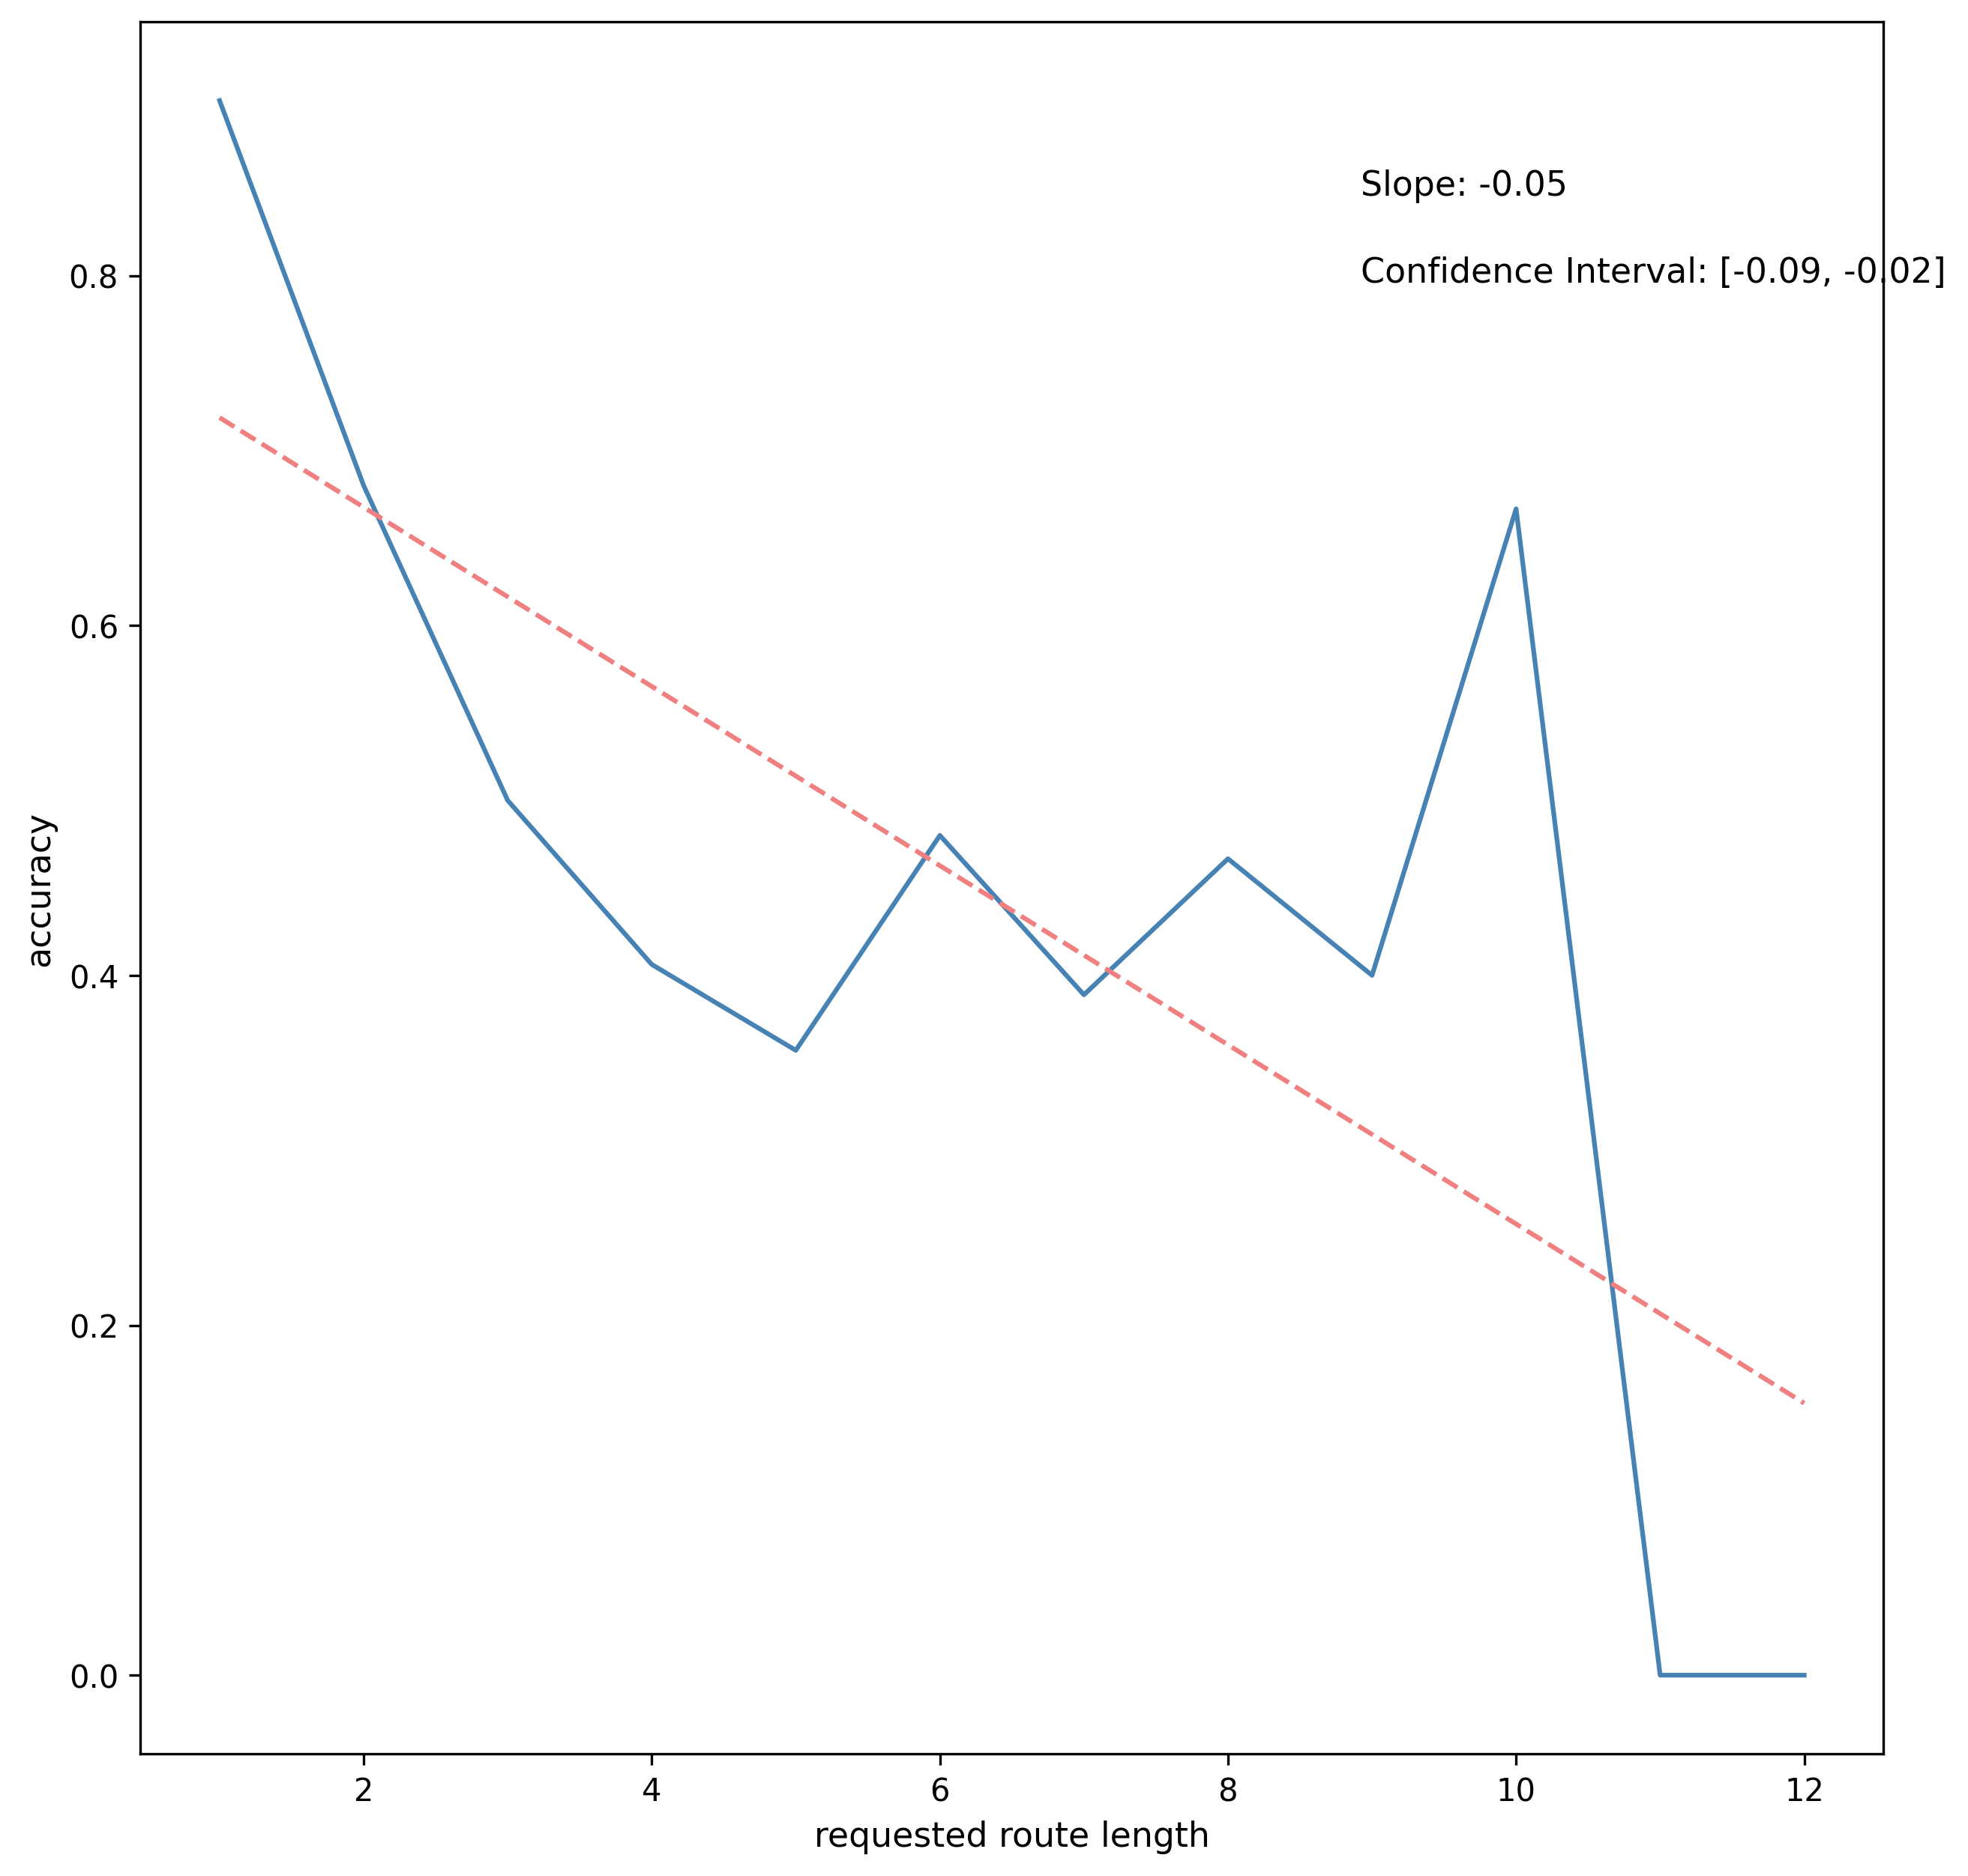 Slope: -0.05
Confidence Interval: [-0.09, -0.02]
0.8
0.6
0.4
0.2
0.0
accuracy
2 4 6 8 10 12
requested route length